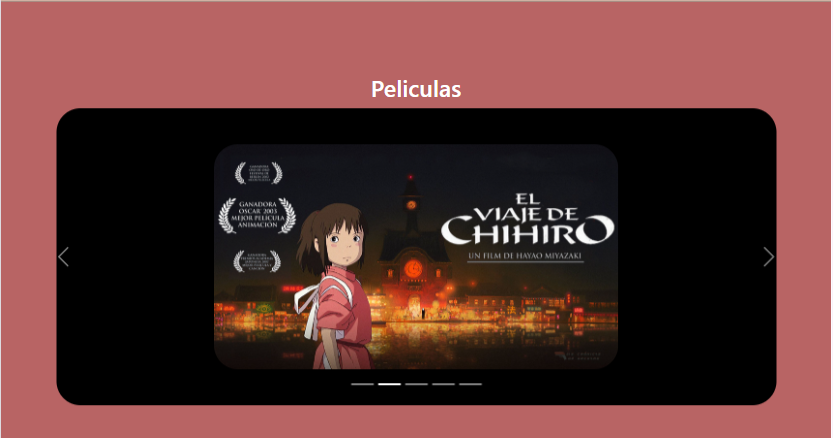 Peliculas
GANADORA
OSCAR 2003
MEJOR PELÍCULA
ANIMACIÓN
EL
VIAJE DE
CHIHIRO
UN FILM DE HAYAO MIYAZAKI